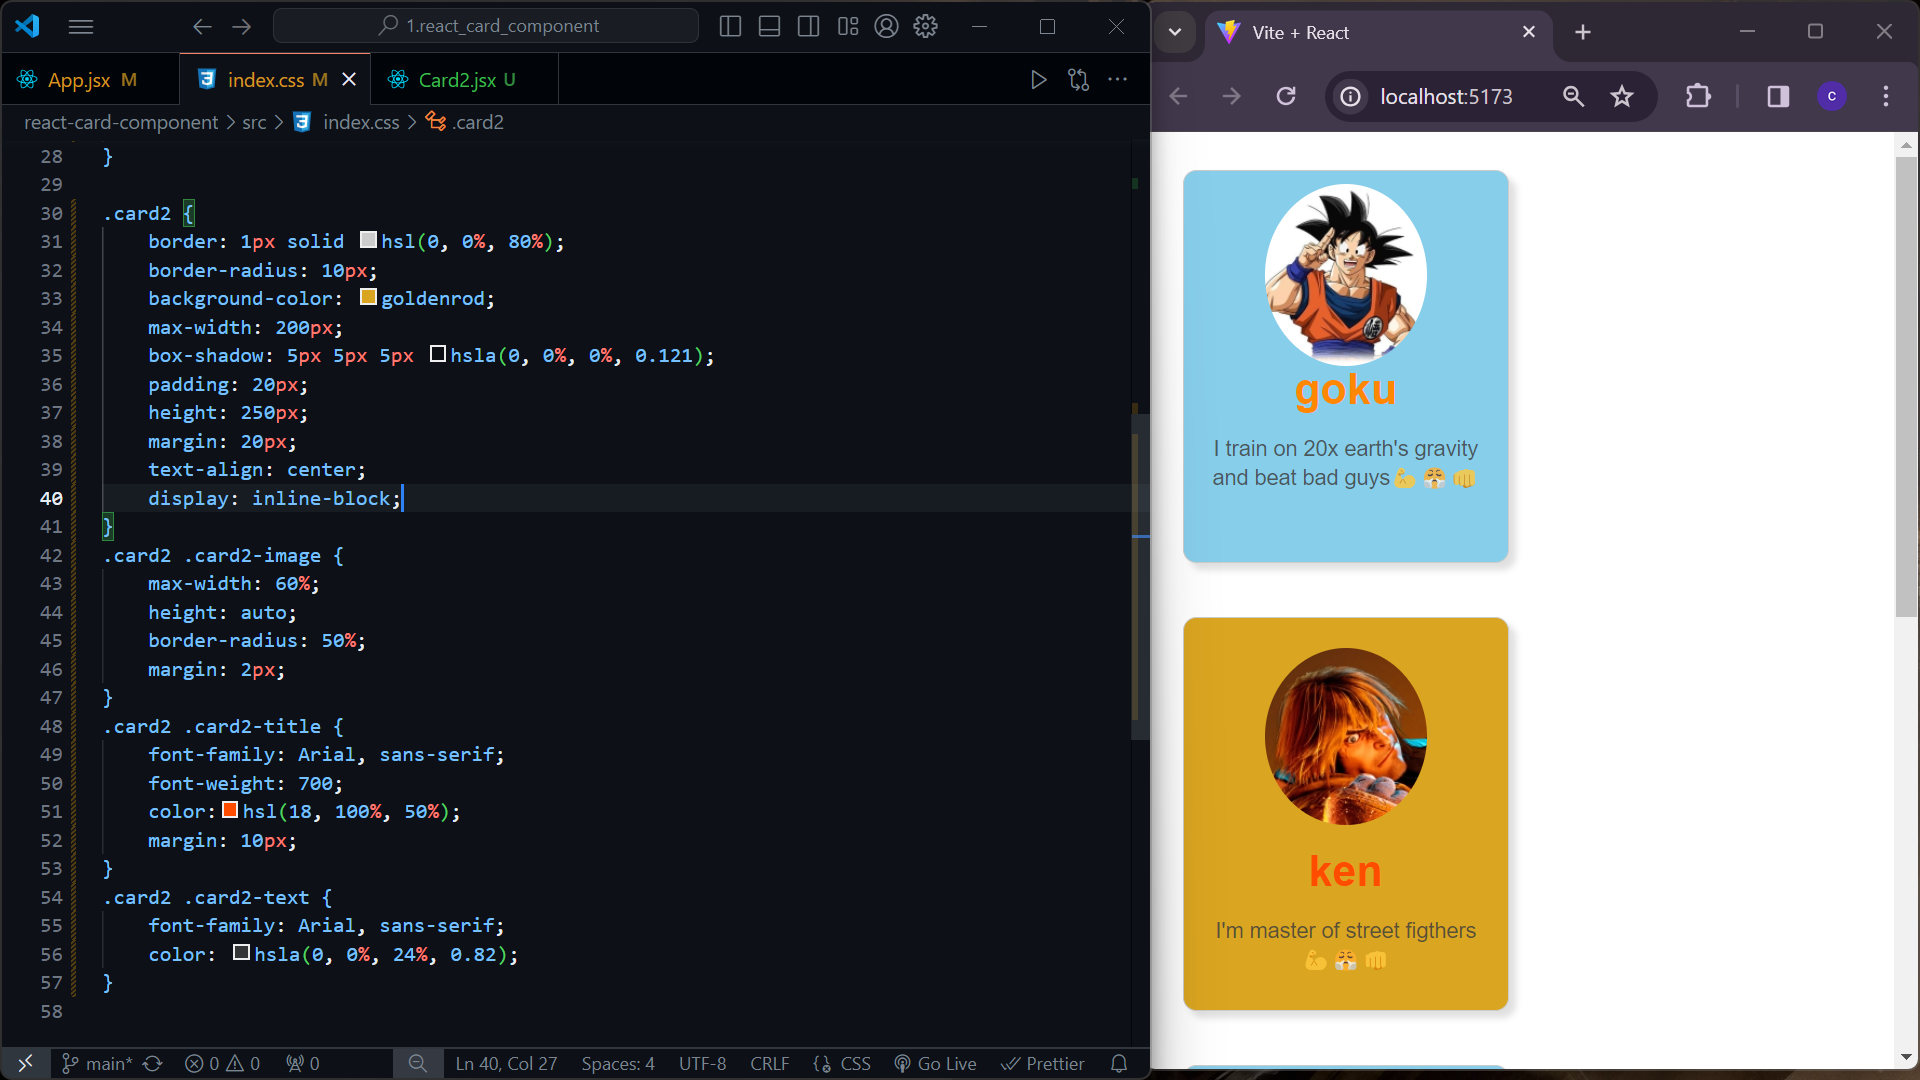 1.react_card_component
App.jsx M
index.css M
Card2.jsx U
react-card-component > src > index.css > .card2
28 }
29
30 .card2 {
31 border: 1px solid hsl(0, 0%, 80%);
32 border-radius: 10px;
33 background-color: goldenrod;
34 max-width: 200px;
35 box-shadow: 5px 5px 5px hsla(0, 0%, 0%, 0.121);
36 padding: 20px;
37 height: 250px;
38 margin: 20px;
39 text-align: center;
40 display: inline-block;
41 }
42 .card2 .card2-image {
43 max-width: 60%;
44 height: auto;
45 border-radius: 50%;
46 margin: 2px;
47 }
48 .card2 .card2-title {
49 font-family: Arial, sans-serif;
50 font-weight: 700;
51 color: hsl(18, 100%, 50%);
52 margin: 10px;
53 }
54 .card2 .card2-text {
55 font-family: Arial, sans-serif;
56 color: hsla(0, 0%, 24%, 0.82);
57 }
58
main* 0 0 0 Ln 40, Col 27 Spaces: 4 UTF-8 CRLF CSS Go Live Prettier
Vite + React
localhost:5173
c
goku
I train on 20x earth's gravity
and beat bad guys💪😤👊
ken
I'm master of street figthers
💪😤👊